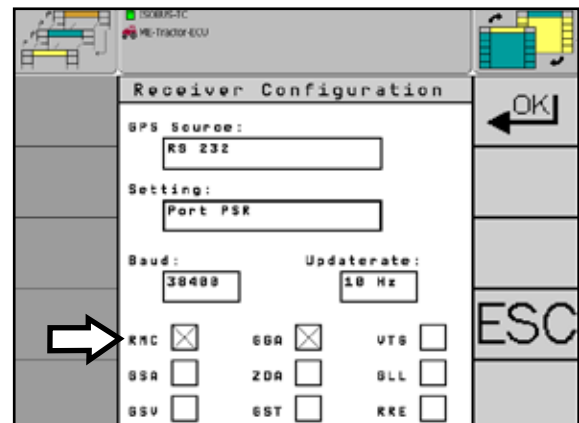 ISOBUS-TC
ME-Tractor-ECU
Receiver Configuration
OK
GPS Source:
RS 232
Setting:
Port PSR
Baud: Updaterate:
38400 10 Hz
RMC GGA VTG
ESC
GSA ZDA GLL
GSV GST RRE